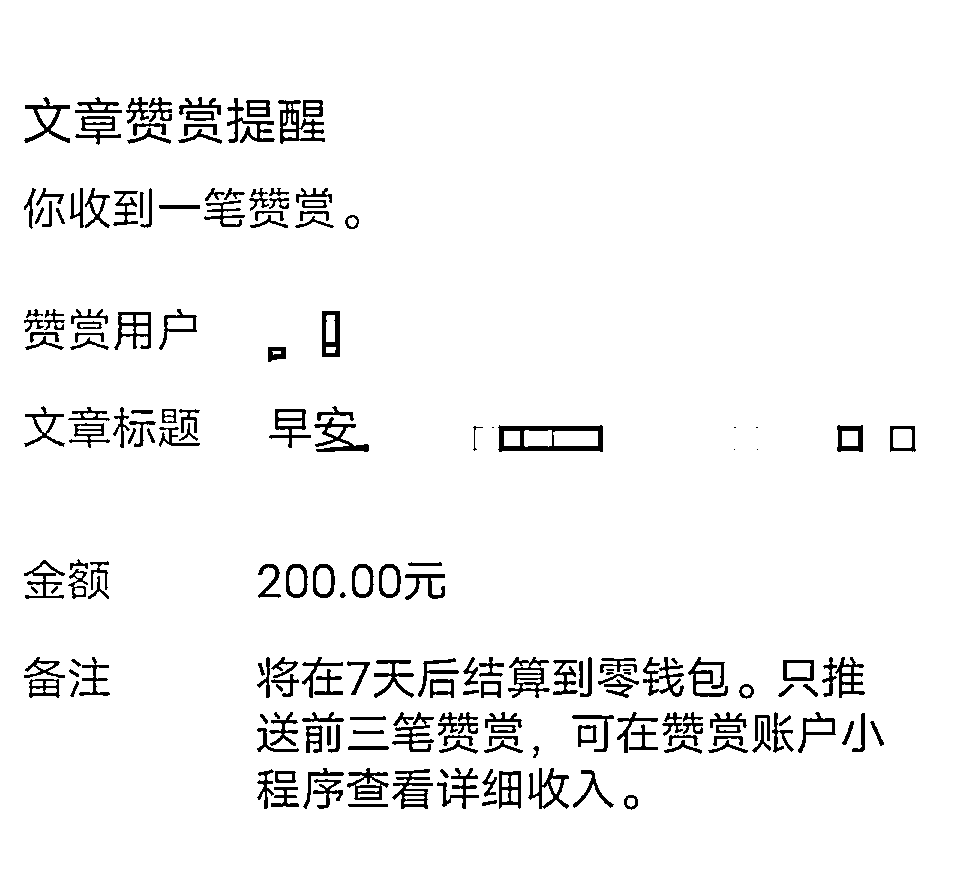 文章赞赏提醒
你收到一笔赞赏。
赞赏用户
文章标题 早安
金额 200.00元
备注 将在7天后结算到零钱包。只推
送前三笔赞赏，可在赞赏账户小
程序查看详细收入。